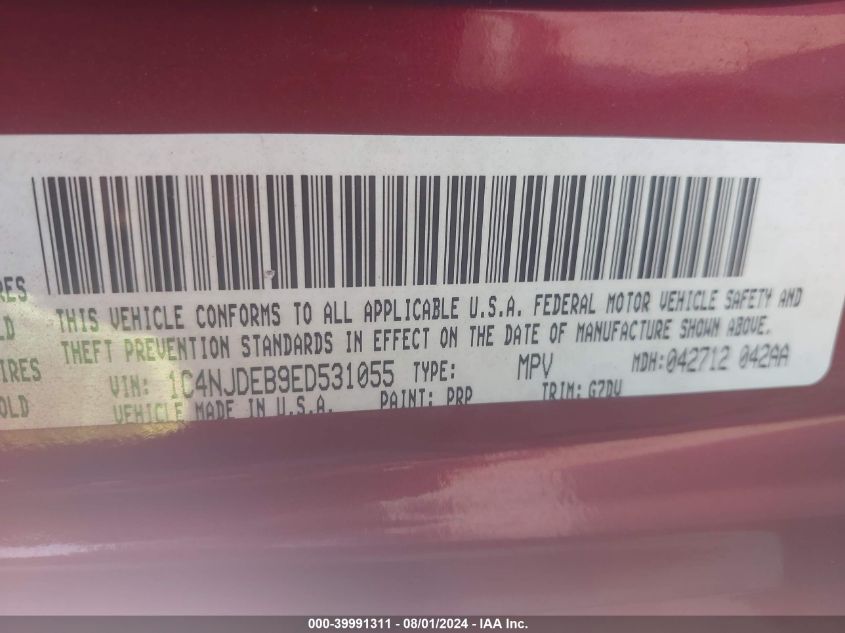 THIS VEHICLE CONFORMS TO ALL APPLICABLE U.S.A. FEDERAL MOTOR VEHICLE SAFETY AND
THEFT PREVENTION STANDARDS IN EFFECT ON THE DATE OF MANUFACTURE SHOWN ABOVE.
VIN: 1C4NJDEB9ED531055 TYPE: MPV MDH: 042712 042AA
VEHICLE MADE IN U.S.A. PAINT: PRP TRIM: G7DV
RES
LD
IRES
OLD
000-39991311 - 08/01/2024 - IAA Inc.